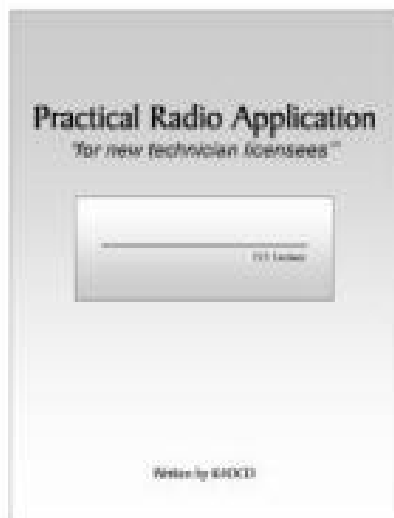 Practical Radio Application
"for new technician licensees"
Written by